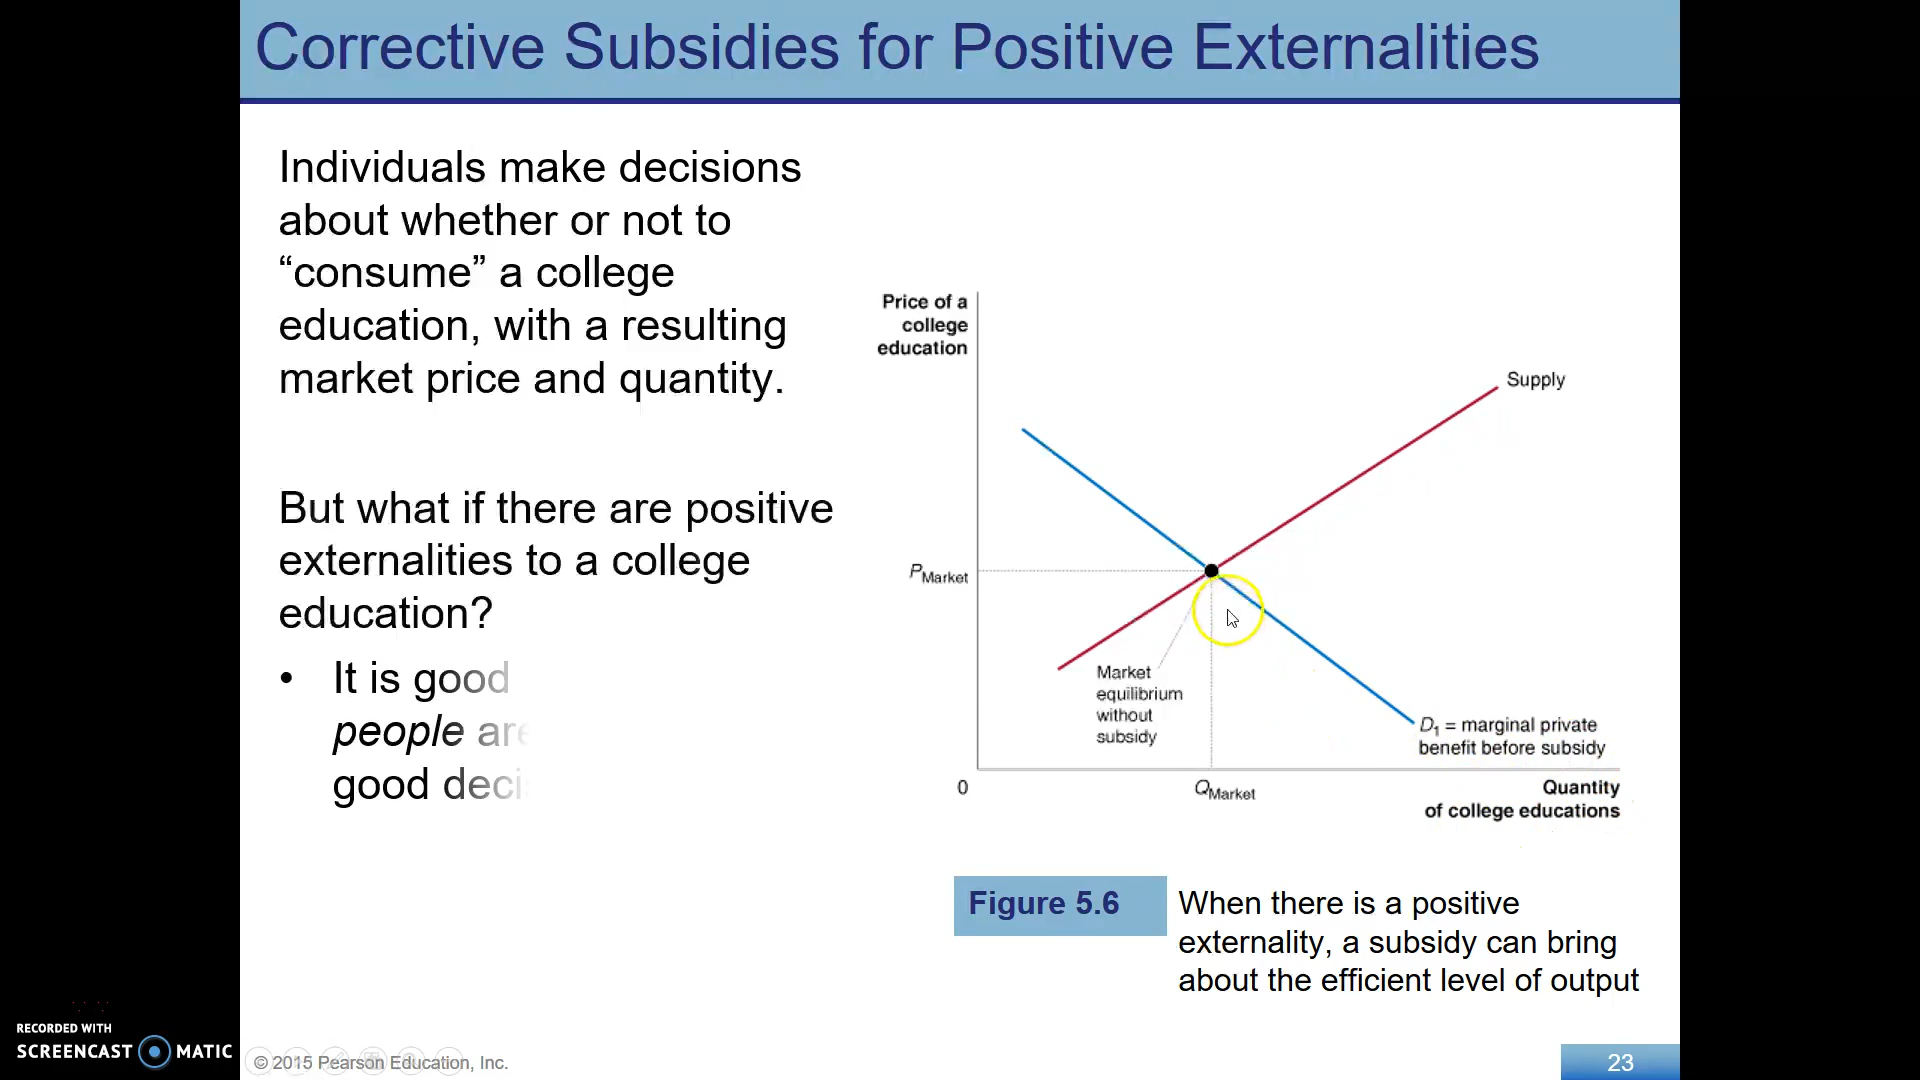 Corrective Subsidies for Positive Externalities
Individuals make decisions
about whether or not to
“consume” a college
education, with a resulting
market price and quantity.
But what if there are positive
externalities to a college
education?
• It is good
people are
good deci
Price of a
college
education
Supply
PMarket
Market
equilibrium
without
subsidy
D1 = marginal private
benefit before subsidy
0
QMarket
Quantity
of college educations
Figure 5.6
When there is a positive
externality, a subsidy can bring
about the efficient level of output
RECORDED WITH
SCREENCAST MATIC
© 2015 Pearson Education, Inc.
23